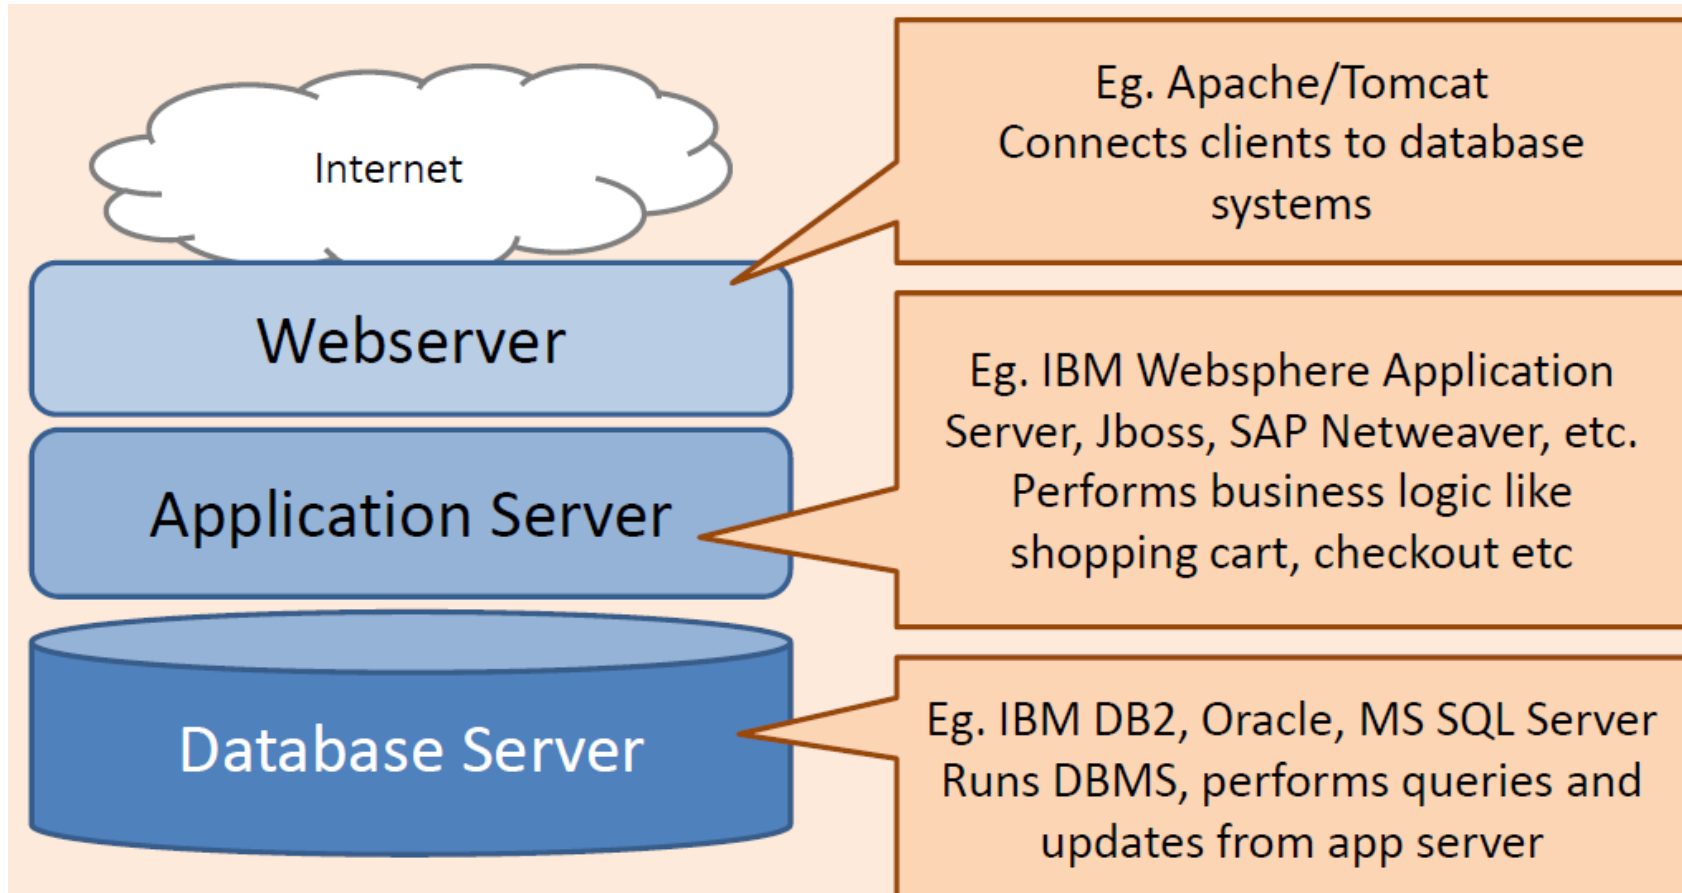 Internet
Webserver
Application Server
Database Server
Eg. Apache/Tomcat
Connects clients to database
systems
Eg. IBM Websphere Application
Server, Jboss, SAP Netweaver, etc.
Performs business logic like
shopping cart, checkout etc
Eg. IBM DB2, Oracle, MS SQL Server
Runs DBMS, performs queries and
updates from app server